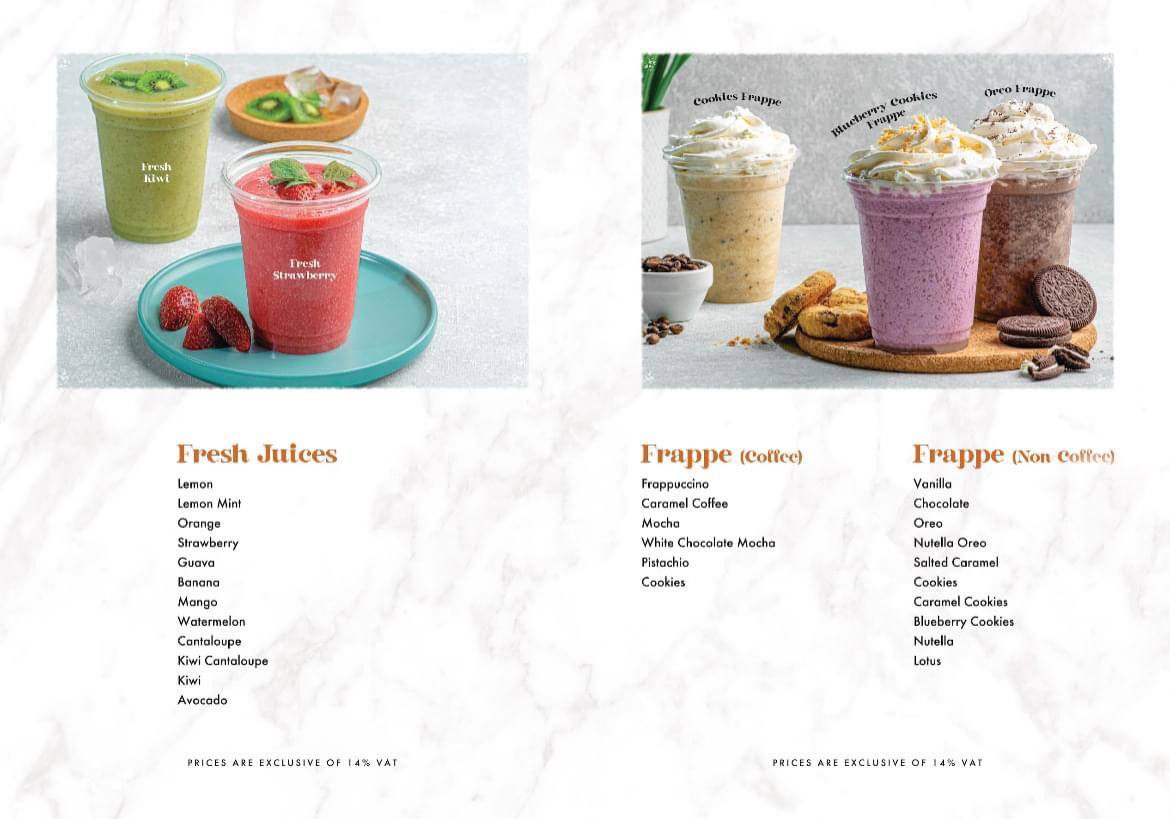 Fresh
Kiwi
Fresh
Strawberry
Fresh Juices
Lemon
Lemon Mint
Orange
Strawberry
Guava
Banana
Mango
Watermelon
Cantaloupe
Kiwi Cantaloupe
Kiwi
Avocado
PRICES ARE EXCLUSIVE OF 14% VAT
Cookies Frappe
Blueberry Cookies
Frappe
Oreo Frappe
Frappe (Coffee)
Frappuccino
Caramel Coffee
Mocha
White Chocolate Mocha
Pistachio
Cookies
Frappe (Non Coffee)
Vanilla
Chocolate
Oreo
Nutella Oreo
Salted Caramel
Cookies
Caramel Cookies
Blueberry Cookies
Nutella
Lotus
PRICES ARE EXCLUSIVE OF 14% VAT